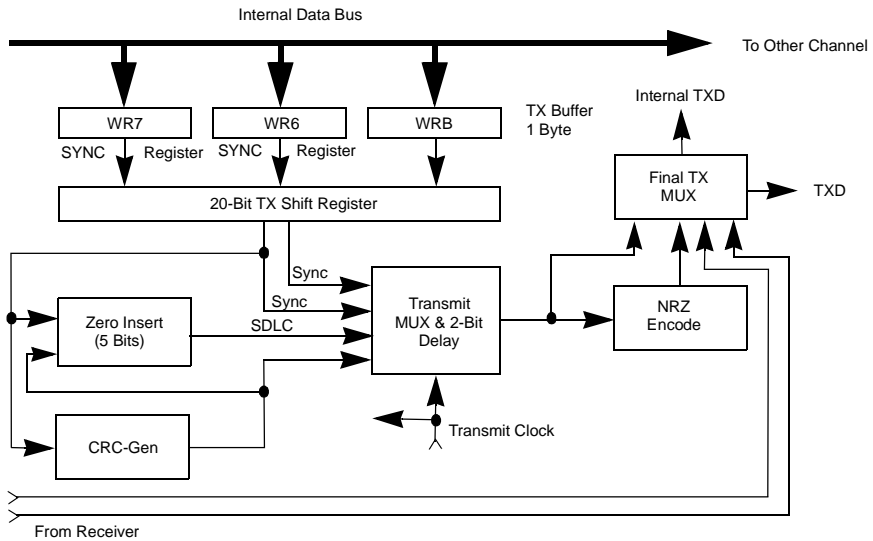 Internal Data Bus
To Other Channel
WR7
WR6
WRB
TX Buffer
1 Byte
Internal TXD
SYNC
Register
SYNC
Register
20-Bit TX Shift Register
Final TX
MUX
TXD
Sync
Sync
Zero Insert
(5 Bits)
SDLC
Transmit
MUX & 2-Bit
Delay
NRZ
Encode
CRC-Gen
Transmit Clock
From Receiver